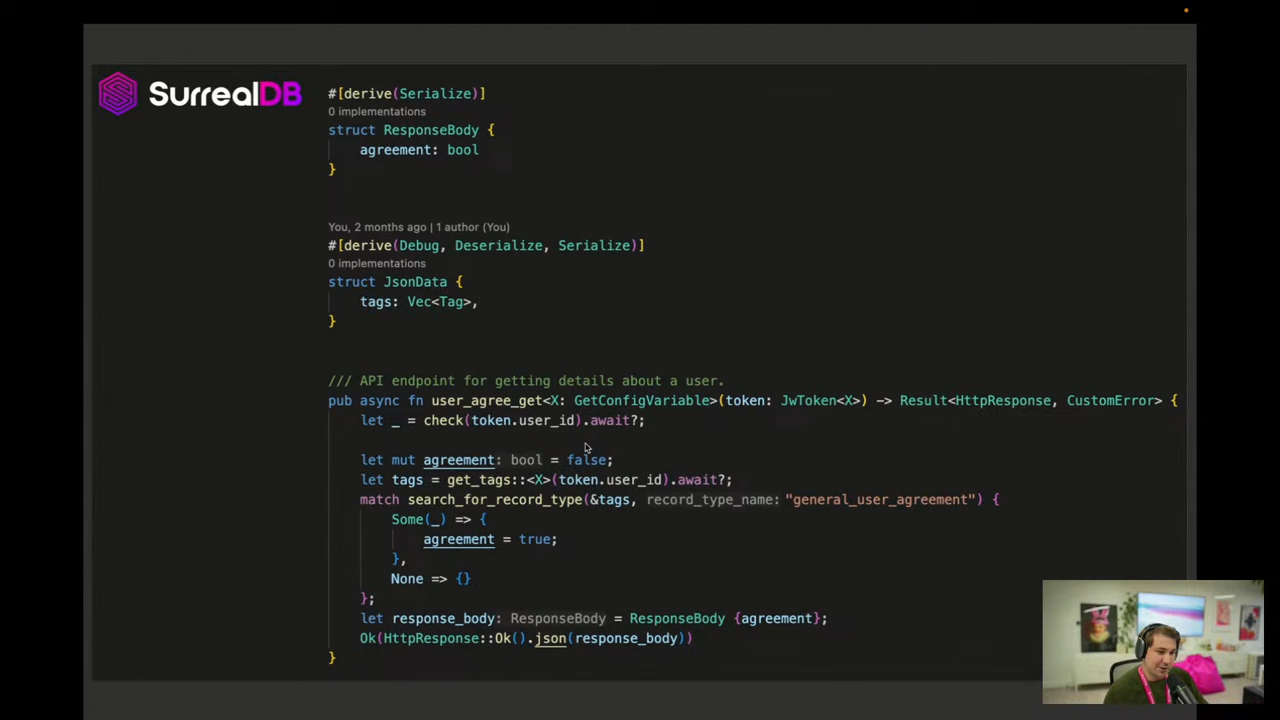 SurrealDB
#[derive(Serialize)]
0 implementations
struct ResponseBody {
    agreement: bool
}
You, 2 months ago | 1 author (You)
#[derive(Debug, Deserialize, Serialize)]
0 implementations
struct JsonData {
    tags: Vec<Tag>,
}
/// API endpoint for getting details about a user.
pub async fn user_agree_get<X: GetConfigVariable>(token: JwToken<X>) -> Result<HttpResponse, CustomError> {
    let _ = check(token.user_id).await?;
    let mut agreement: bool = false;
    let tags = get_tags::<X>(token.user_id).await?;
    match search_for_record_type(&tags, record_type_name: "general_user_agreement") {
        Some(_) => {
            agreement = true;
        },
        None => {}
    };
    let response_body: ResponseBody = ResponseBody {agreement};
    Ok(HttpResponse::Ok().json(response_body))
}